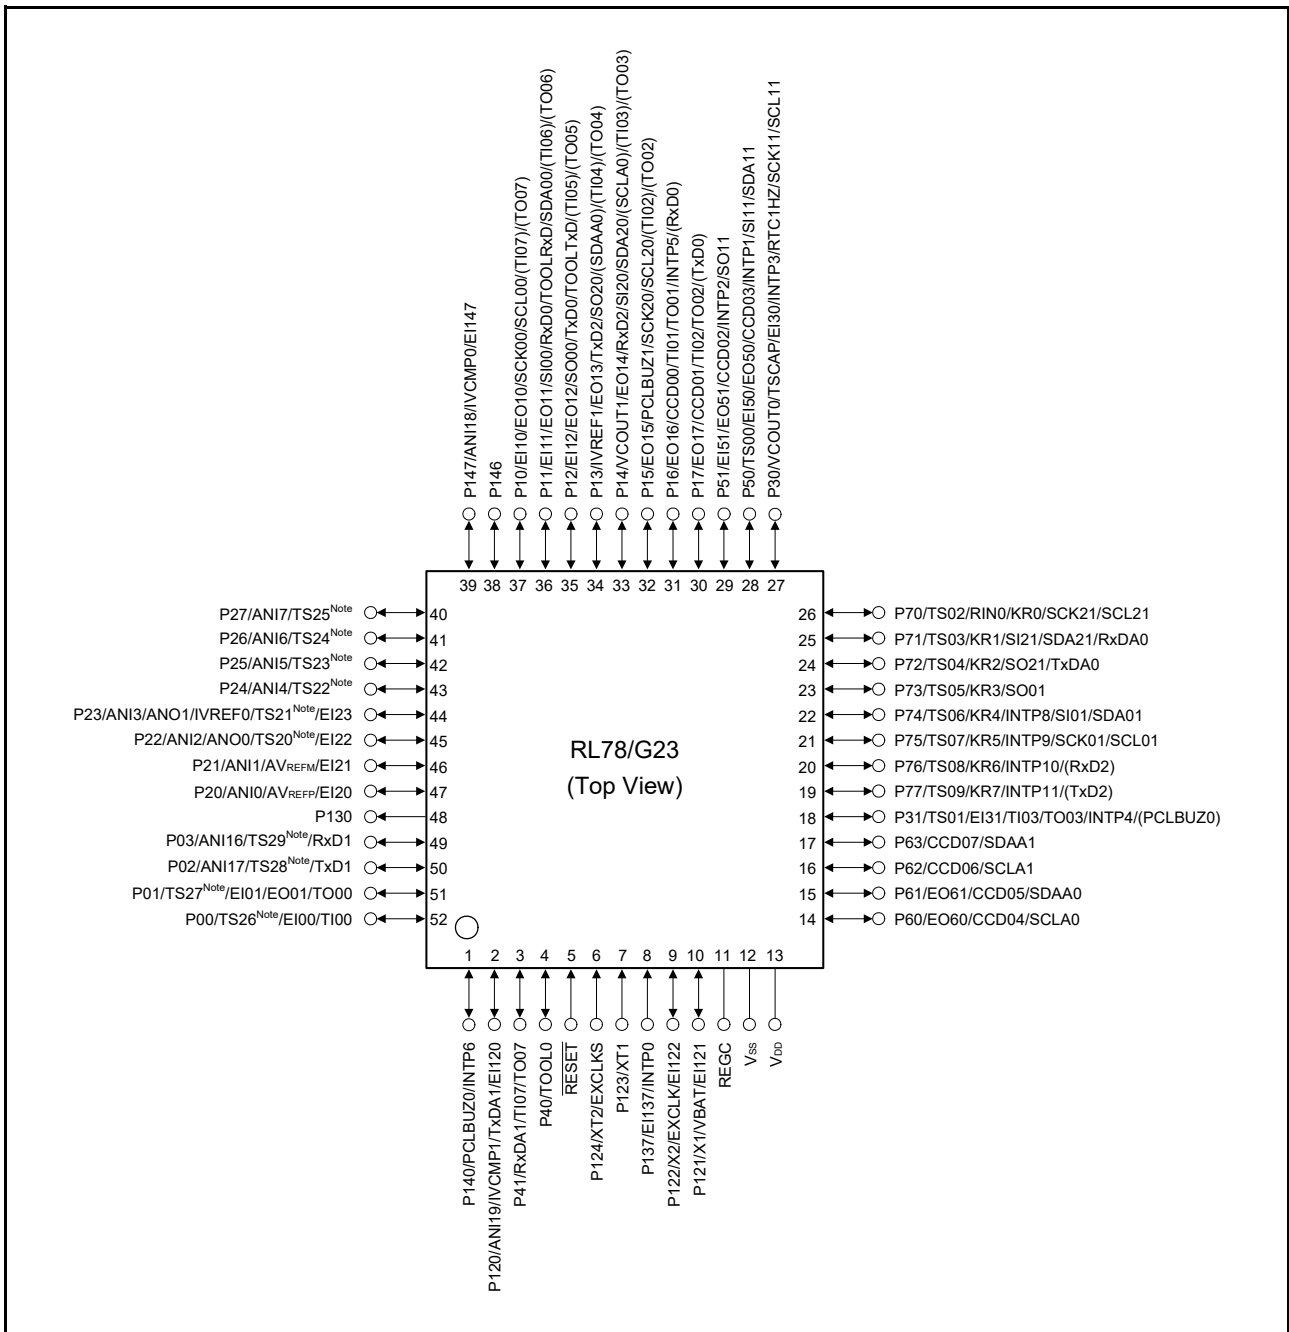 P147/ANI18/IVCMP0/EI147
P146
P10/EI10/EO10/SCK00/SCL00/(TI07)/(TO07)
P11/EI11/EO11/SI00/RxD0/TOOLRxD/SDA00/(TI06)/(TO06)
P12/EI12/EO12/SO00/TxD0/TOOLTxD/(TI05)/(TO05)
P13/IVREF1/EO13/TxD2/SO20/(SDAA0)/(TI04)/(TO04)
P14/VCOUT1/EO14/RxD2/SI20/SDA20/(SCLA0)/(TI03)/(TO03)
P15/EO15/PCLBUZ1/SCK20/SCL20/(TI02)/(TO02)
P16/EO16/CCD00/TI01/TO01/INTP5/(RxD0)
P17/EO17/CCD01/TI02/TO02/(TxD0)
P51/EI51/EO51/CCD02/INTP2/SO11
P50/TS00/EI50/EO50/CCD03/INTP1/SI11/SDA11
P30/VCOUT0/TSCAP/EI30/INTP3/RTC1HZ/SCK11/SCL11
39 38 37 36 35 34 33 32 31 30 29 28 27
P27/ANI7/TS25Note 40
P26/ANI6/TS24Note 41
P25/ANI5/TS23Note 42
P24/ANI4/TS22Note 43
P23/ANI3/ANO1/IVREF0/TS21Note/EI23 44
P22/ANI2/ANO0/TS20Note/EI22 45
P21/ANI1/AVREFM/EI21 46
P20/ANI0/AVREFP/EI20 47
P130 48
P03/ANI16/TS29Note/RxD1 49
P02/ANI17/TS28Note/TxD1 50
P01/TS27Note/EI01/EO01/TO00 51
P00/TS26Note/EI00/TI00 52
RL78/G23
(Top View)
26 P70/TS02/RIN0/KR0/SCK21/SCL21
25 P71/TS03/KR1/SI21/SDA21/RxDA0
24 P72/TS04/KR2/SO21/TxDA0
23 P73/TS05/KR3/SO01
22 P74/TS06/KR4/INTP8/SI01/SDA01
21 P75/TS07/KR5/INTP9/SCK01/SCL01
20 P76/TS08/KR6/INTP10/(RxD2)
19 P77/TS09/KR7/INTP11/(TxD2)
18 P31/TS01/EI31/TI03/TO03/INTP4/(PCLBUZ0)
17 P63/CCD07/SDAA1
16 P62/CCD06/SCLA1
15 P61/EO61/CCD05/SDAA0
14 P60/EO60/CCD04/SCLA0
1 2 3 4 5 6 7 8 9 10 11 12 13
P140/PCLBUZ0/INTP6
P120/ANI19/IVCMP1/TxDA1/EI120
P41/RxDA1/TI07/TO07
P40/TOOL0
RESET
P124/XT2/EXCLKS
P123/XT1
P137/EI137/INTP0
P122/X2/EXCLK/EI122
P121/X1/VBAT/EI121
REGC
VSS
VDD